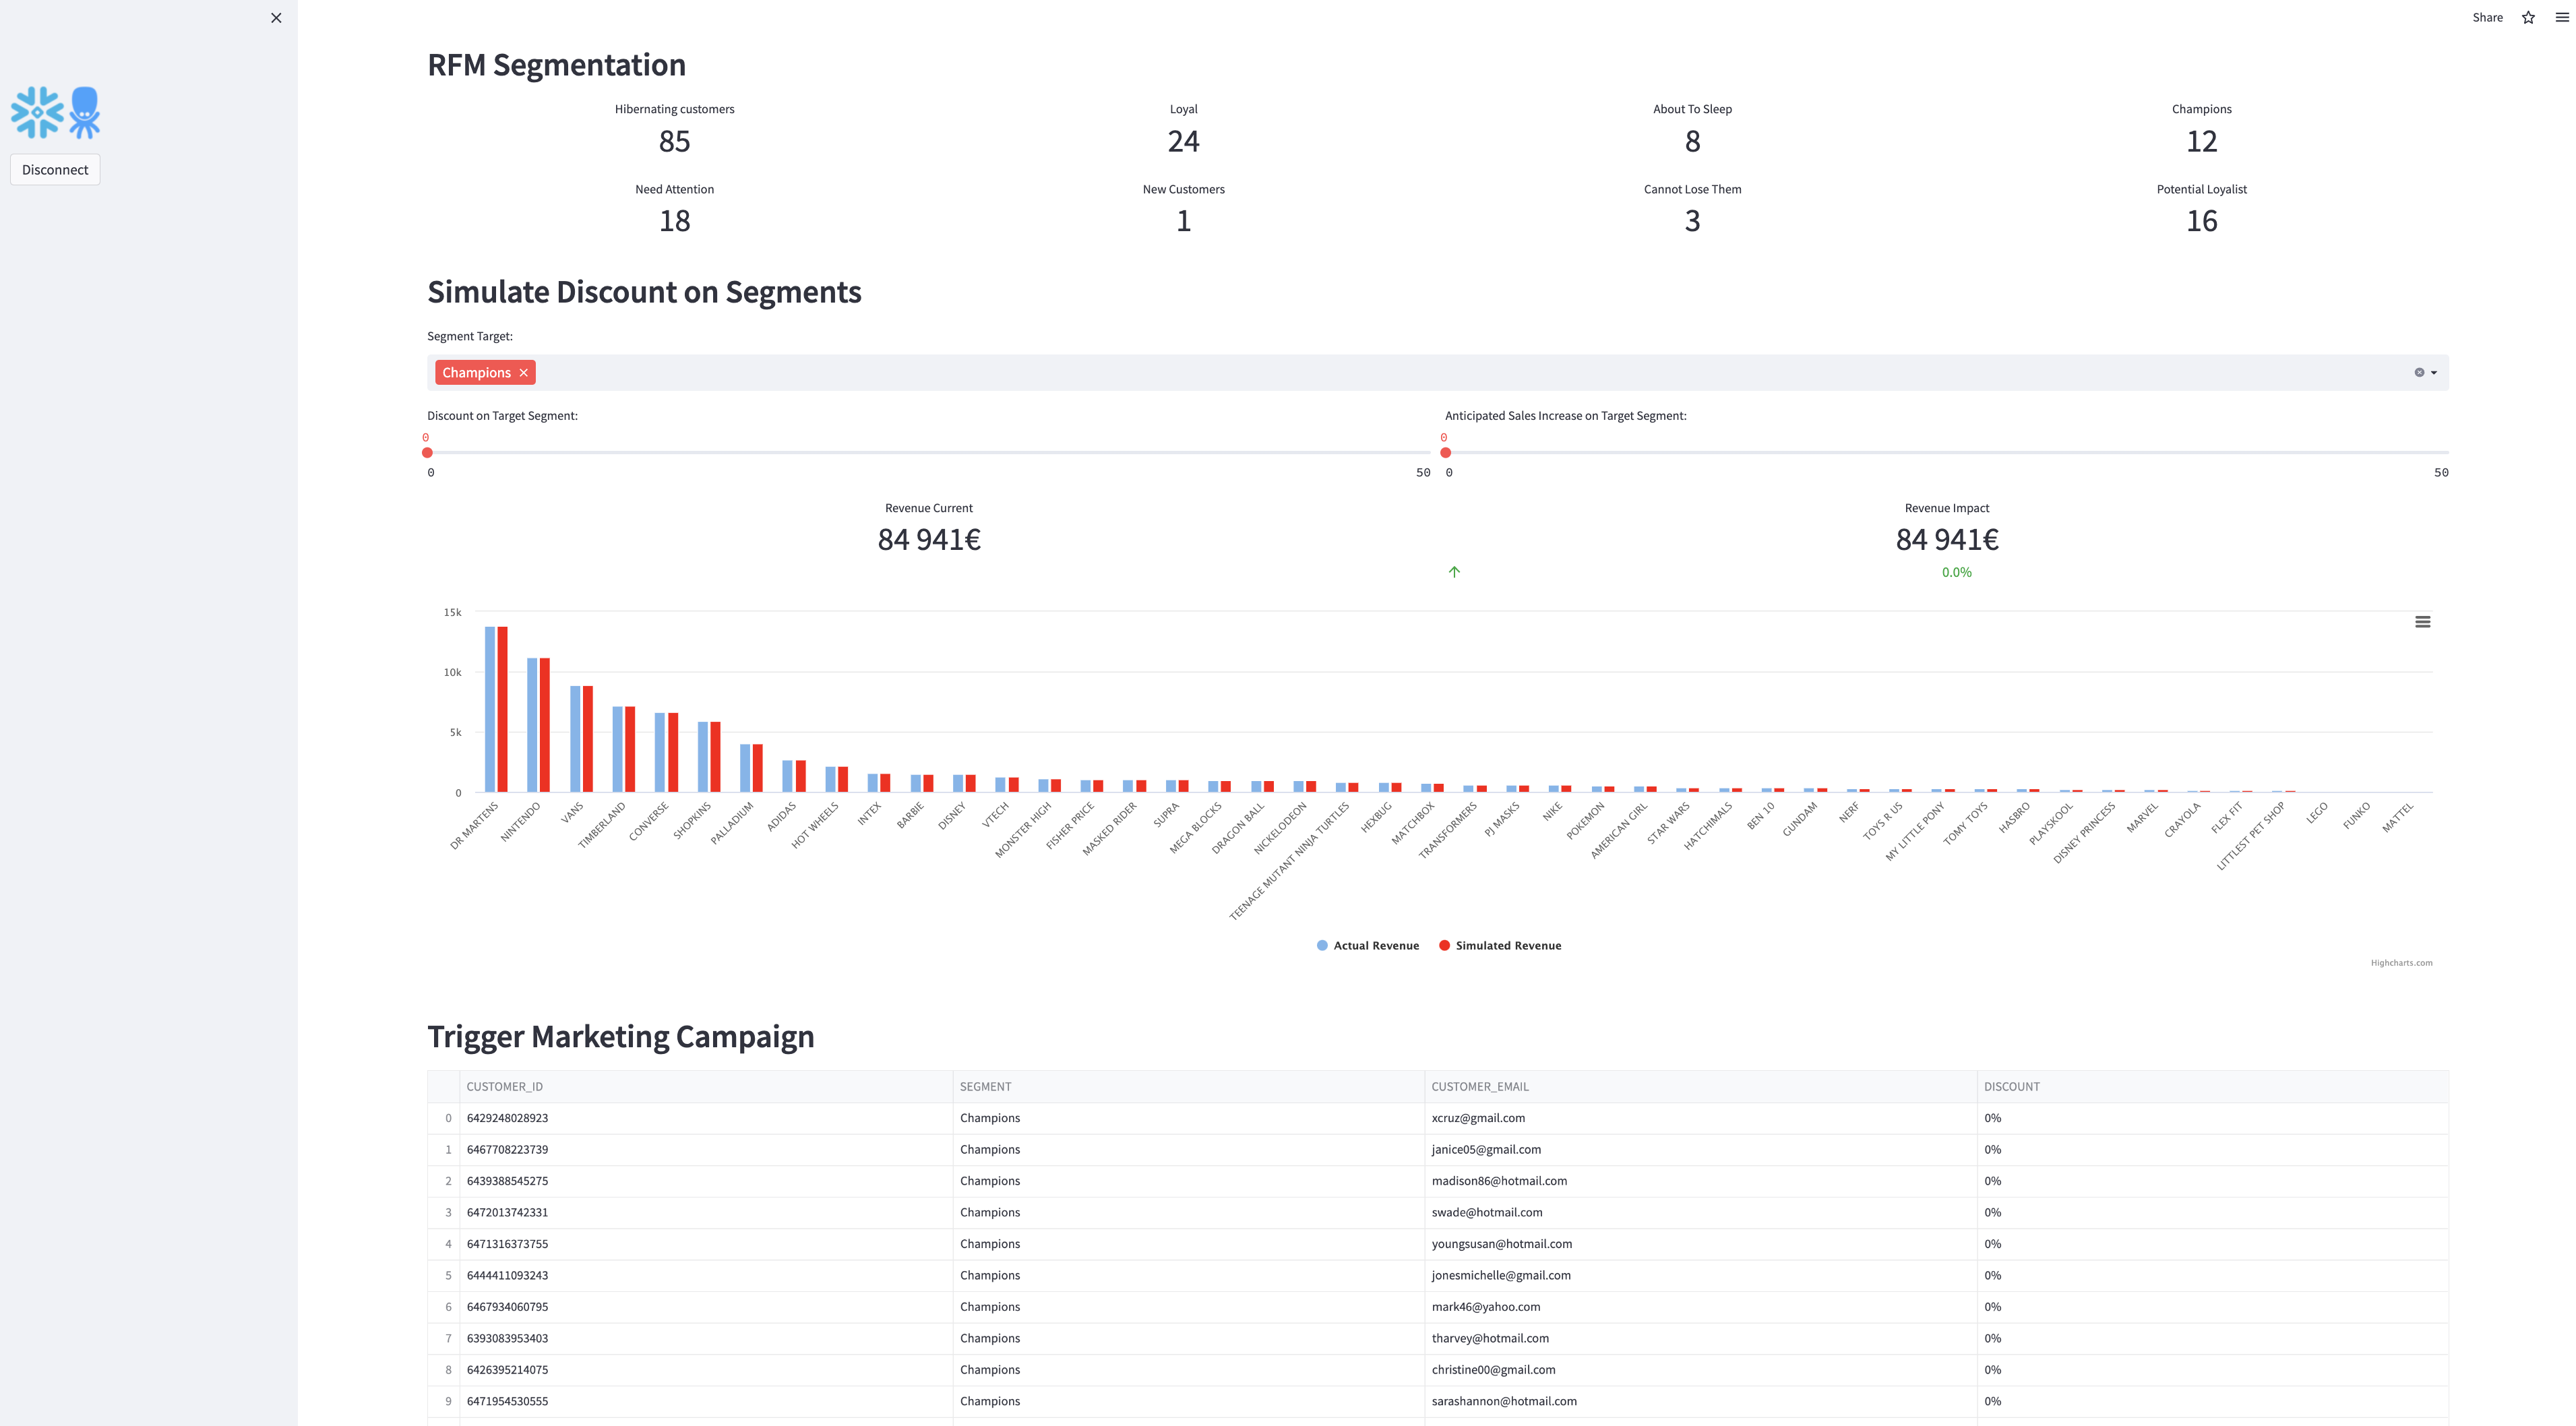 Share
RFM Segmentation
Hibernating customers Loyal About To Sleep Champions
85 24 8 12
Disconnect
Need Attention New Customers Cannot Lose Them Potential Loyalist
18 1 3 16
Simulate Discount on Segments
Segment Target:
Champions
Discount on Target Segment: Anticipated Sales Increase on Target Segment:
0 0
0 50 0 50
Revenue Current Revenue Impact
84 941€ 84 941€
0.0%
15k
10k
5k
0
DR MARTENS
NINTENDO
VANS
TIMBERLAND
CONVERSE
SHOPKINS
PALLADIUM
ADIDAS
HOT WHEELS
INTEX
BARBIE
DISNEY
VTECH
MONSTER HIGH
FISHER PRICE
MASKED RIDER
SUPRA
MEGA BLOCKS
DRAGON BALL
NICKELODEON
TEENAGE MUTANT NINJA TURTLES
HEXBUG
MATCHBOX
TRANSFORMERS
PJ MASKS
NIKE
POKEMON
AMERICAN GIRL
STAR WARS
HATCHIMALS
BEN 10
GUNDAM
NERF
TOYS R US
MY LITTLE PONY
TOMY TOYS
HASBRO
PLAYSKOOL
DISNEY PRINCESS
MARVEL
CRAYOLA
FLEX FIT
LITTLEST PET SHOP
LEGO
FUNKO
MATTEL
Actual Revenue Simulated Revenue
Highcharts.com
Trigger Marketing Campaign
CUSTOMER_ID SEGMENT CUSTOMER_EMAIL DISCOUNT
0 6429248028923 Champions xcruz@gmail.com 0%
1 6467708223739 Champions janice05@gmail.com 0%
2 6439388545275 Champions madison86@hotmail.com 0%
3 6472013742331 Champions swade@hotmail.com 0%
4 6471316373755 Champions youngsusan@hotmail.com 0%
5 6444411093243 Champions jonesmichelle@gmail.com 0%
6 6467934060795 Champions mark46@yahoo.com 0%
7 6393083953403 Champions tharvey@hotmail.com 0%
8 6426395214075 Champions christine00@gmail.com 0%
9 6471954530555 Champions sarashannon@hotmail.com 0%